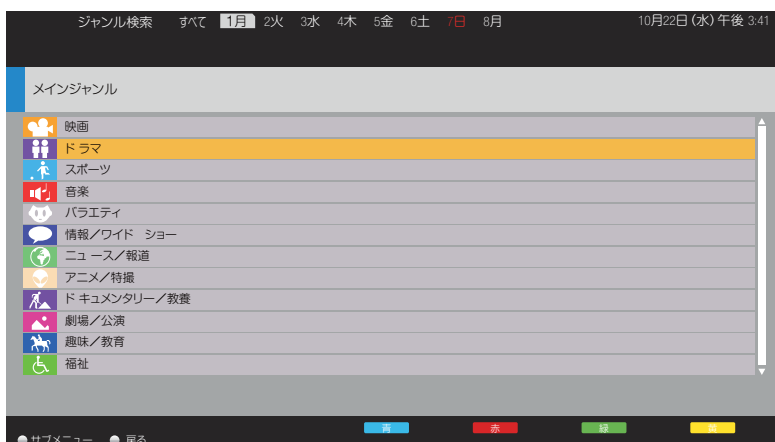 ジャンル検索 すべて 1月 2火 3水 4木 5金 6土 7日 8月 10月22日（水）午後 3:41
メインジャンル
映画
ドラマ
スポーツ
音楽
バラエティ
情報／ワイド ショー
ニュース／報道
アニメ／特撮
ドキュメンタリー／教養
劇場／公演
趣味／教育
福祉
青 赤 緑 黄
サブメニュー 戻る